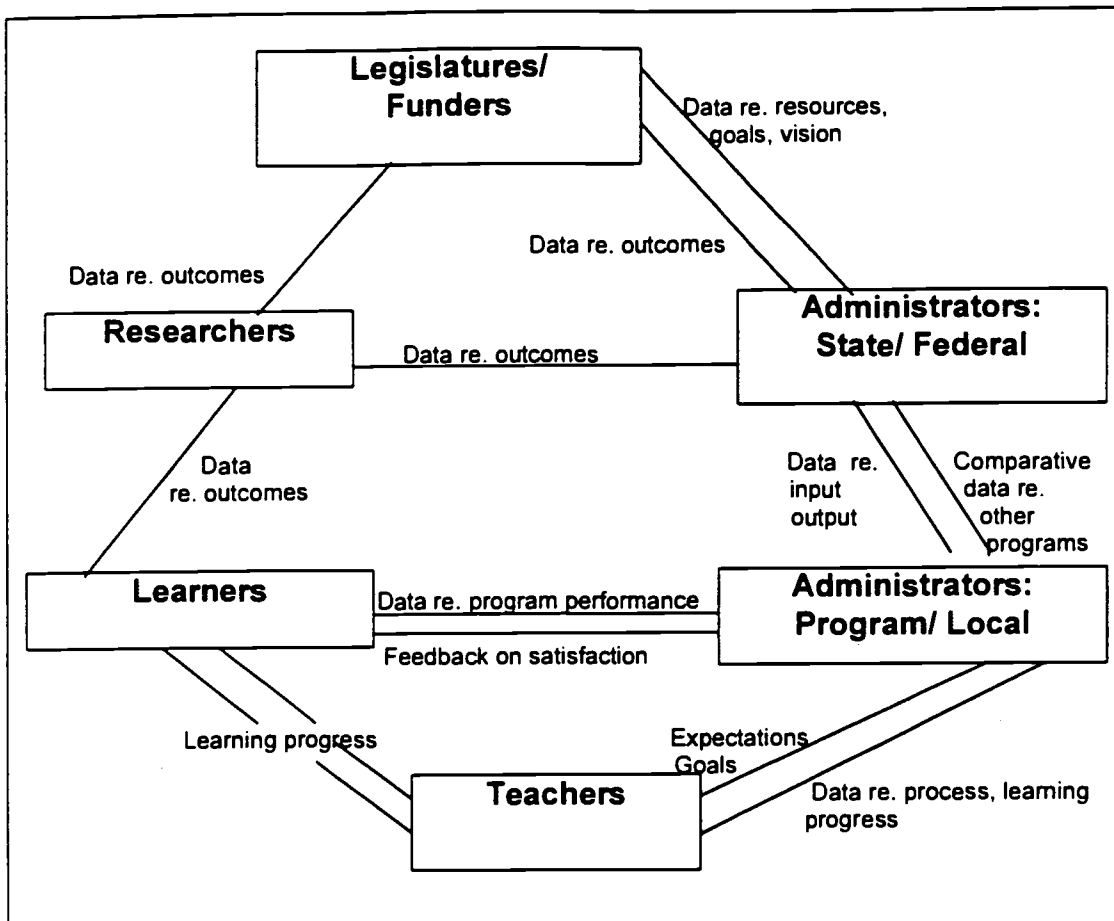 Legislatures/
Funders
Data re. resources,
goals, vision
Data re. outcomes
Data re. outcomes
Researchers
Data re. outcomes
Administrators:
State/ Federal
Data
re. outcomes
Data re.
input
output
Comparative
data re.
other
programs
Learners
Data re. program performance
Feedback on satisfaction
Administrators:
Program/ Local
Learning progress
Expectations
Goals
Teachers
Data re. process, learning
progress